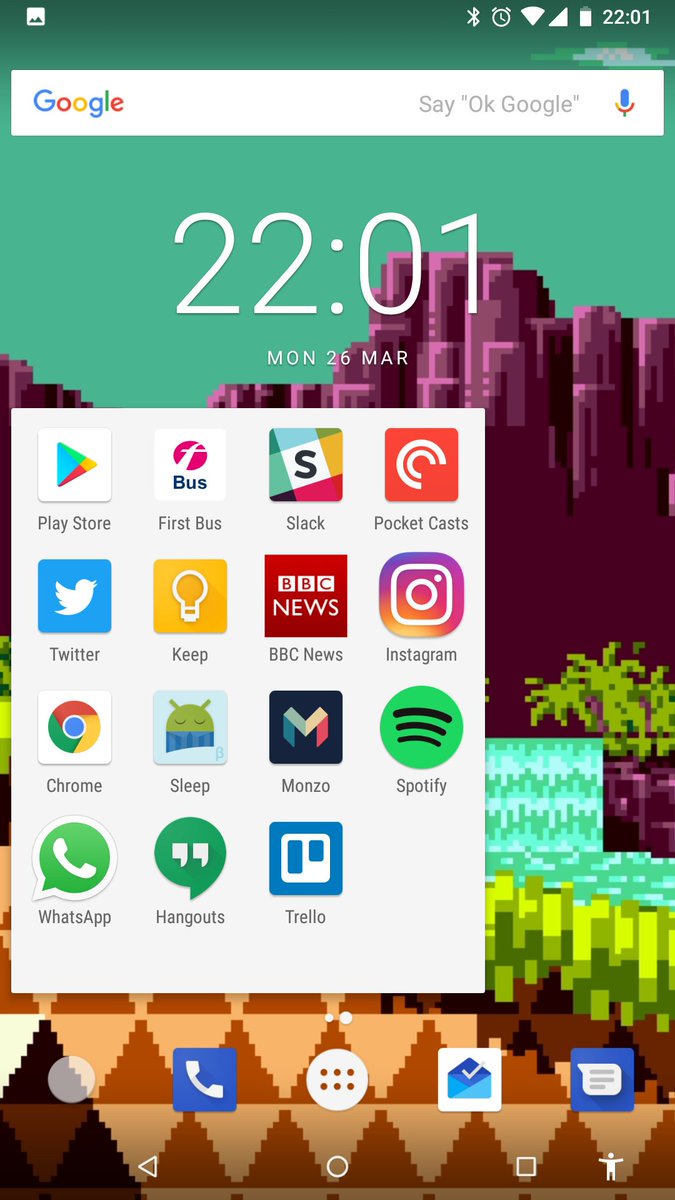 22:01
Google
Say "Ok Google"
22:01
MON 26 MAR
Bus
S
Play Store
First Bus
Slack
Pocket Casts
BBC
NEWS
Twitter
Keep
BBC News
Instagram
β
Chrome
Sleep
Monzo
Spotify
WhatsApp
Hangouts
Trello